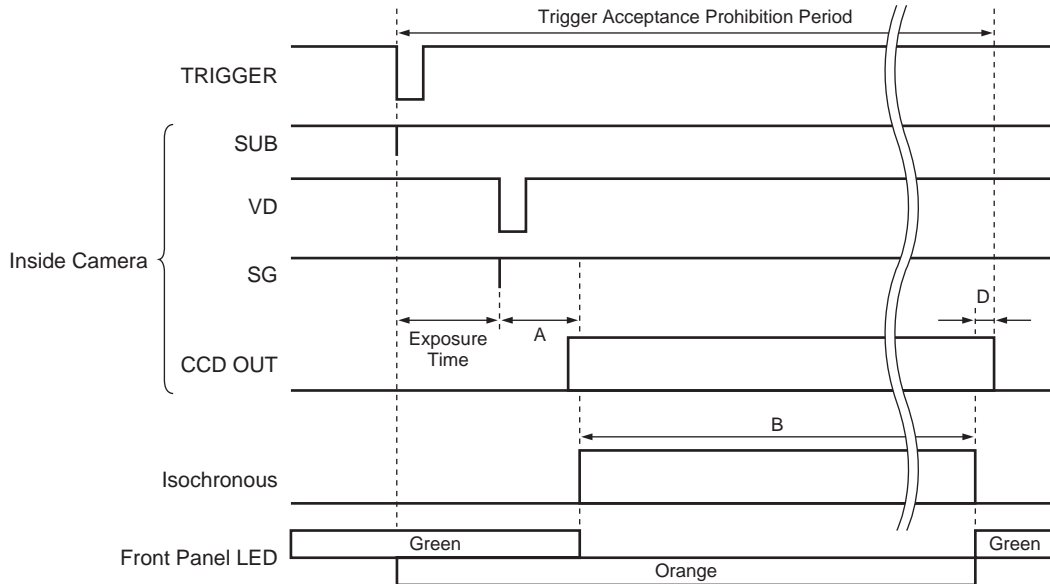 Trigger Acceptance Prohibition Period
TRIGGER
SUB
VD
Inside Camera
SG
D
Exposure
Time
A
CCD OUT
B
Isochronous
Green
Green
Front Panel LED
Orange